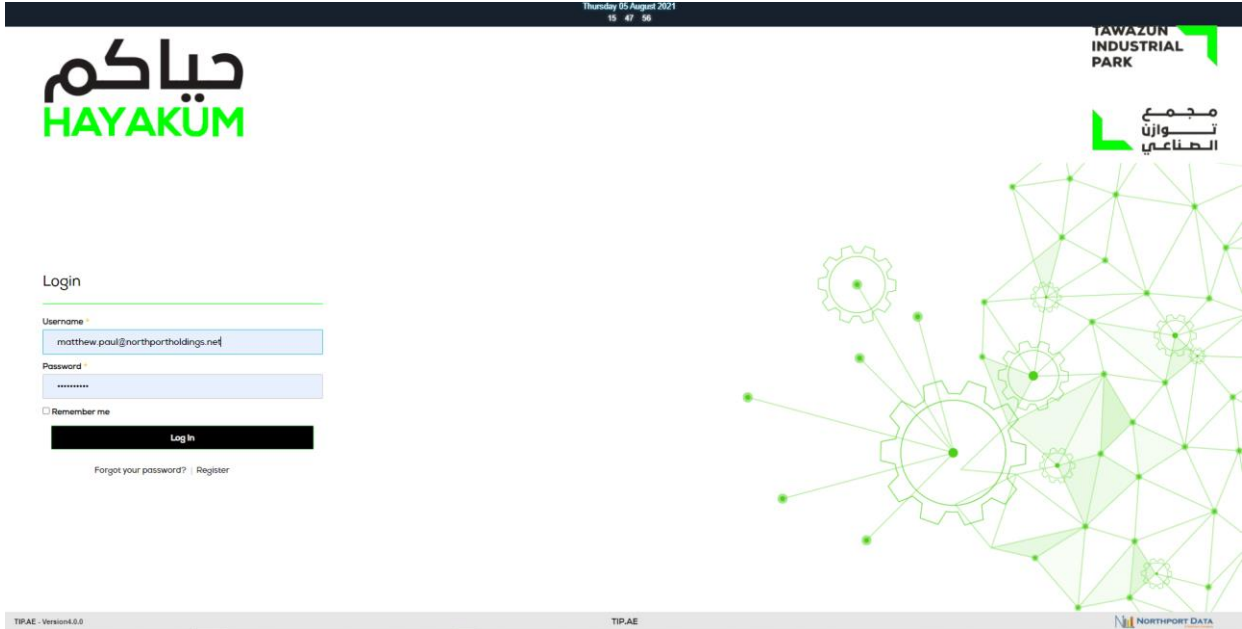 Thursday 05 August 2021
15 47 56
حياكم
HAYAKUM
TAWAZUN
INDUSTRIAL
PARK
مجمع
توازن
الصناعي
Login
Username *
matthew.paul@northportholdings.net
Password *
••••••••••
Remember me
Log In
Forgot your password? | Register
TIP.AE - Version4.0.0
TIP.AE
NORTHPORT DATA